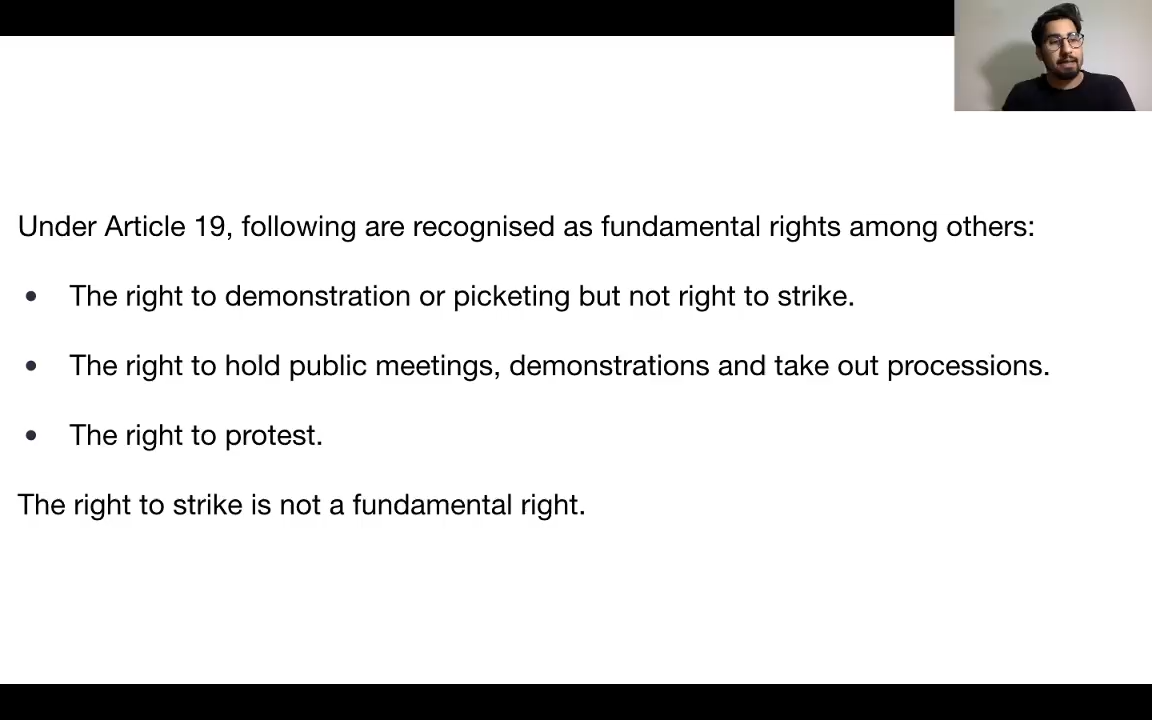 Under Article 19, following are recognised as fundamental rights among others:
• The right to demonstration or picketing but not right to strike.
• The right to hold public meetings, demonstrations and take out processions.
• The right to protest.
The right to strike is not a fundamental right.